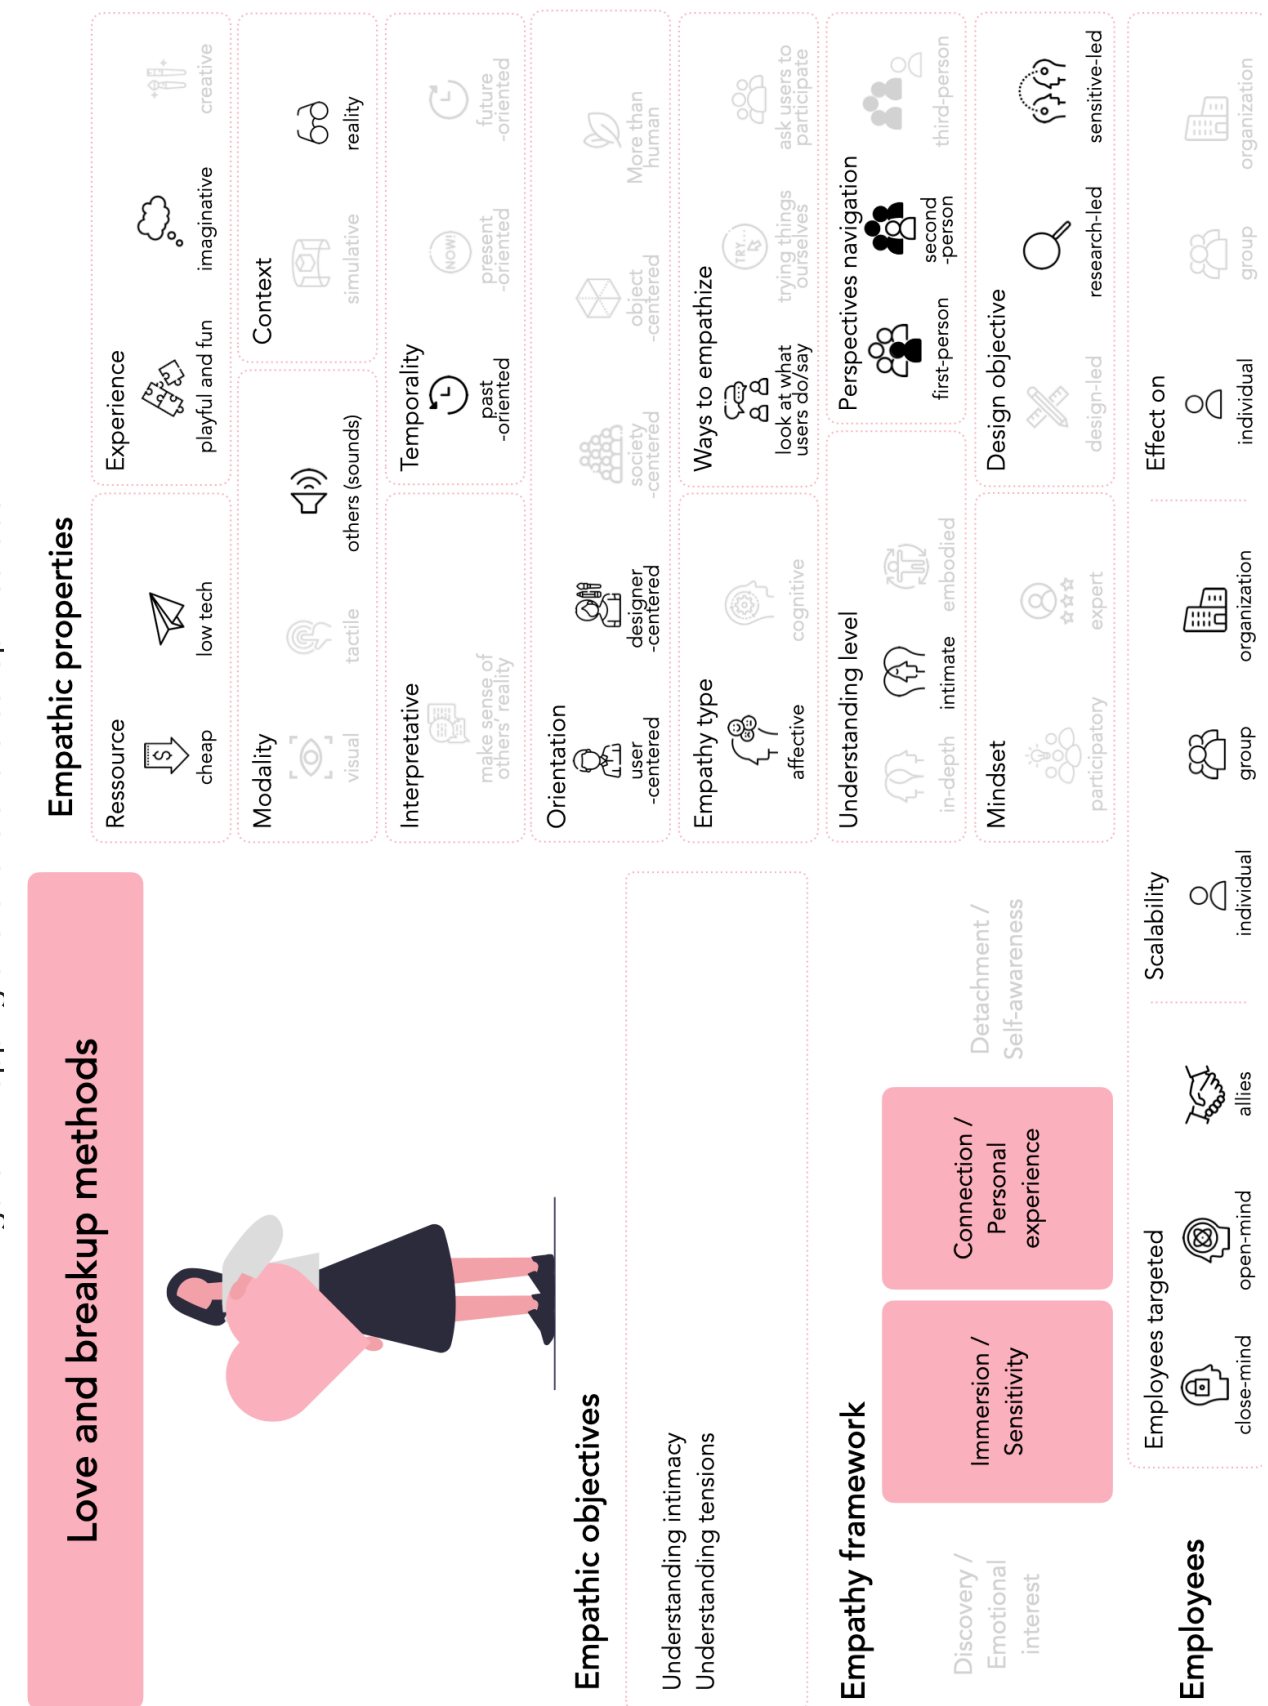 Love and breakup methods
Empathic objectives
Understanding intimacy
Understanding tensions
Empathy framework
Discovery /
Emotional
interest
Immersion /
Sensitivity
Connection /
Personal
experience
Detachment /
Self-awareness
Empathic properties
Ressource
cheap
low tech
Experience
playful and fun
imaginative
creative
Modality
visual
tactile
others (sounds)
Context
simulative
reality
Interpretative
make sense of
others' reality
Temporality
past
-oriented
NOW!
present
-oriented
future
-oriented
Orientation
user
-centered
designer
-centered
society
-centered
object
-centered
More than
human
Empathy type
affective
cognitive
Ways to empathize
look at what
users do/say
TRY...
trying things
ourselves
ask users to
participate
Understanding level
in-depth
intimate
embodied
Perspectives navigation
first-person
second
-person
third-person
Mindset
participatory
expert
Design objective
design-led
research-led
sensitive-led
Employees
Employees targeted
close-mind
open-mind
allies
Scalability
individual
group
organization
Effect on
individual
group
organization